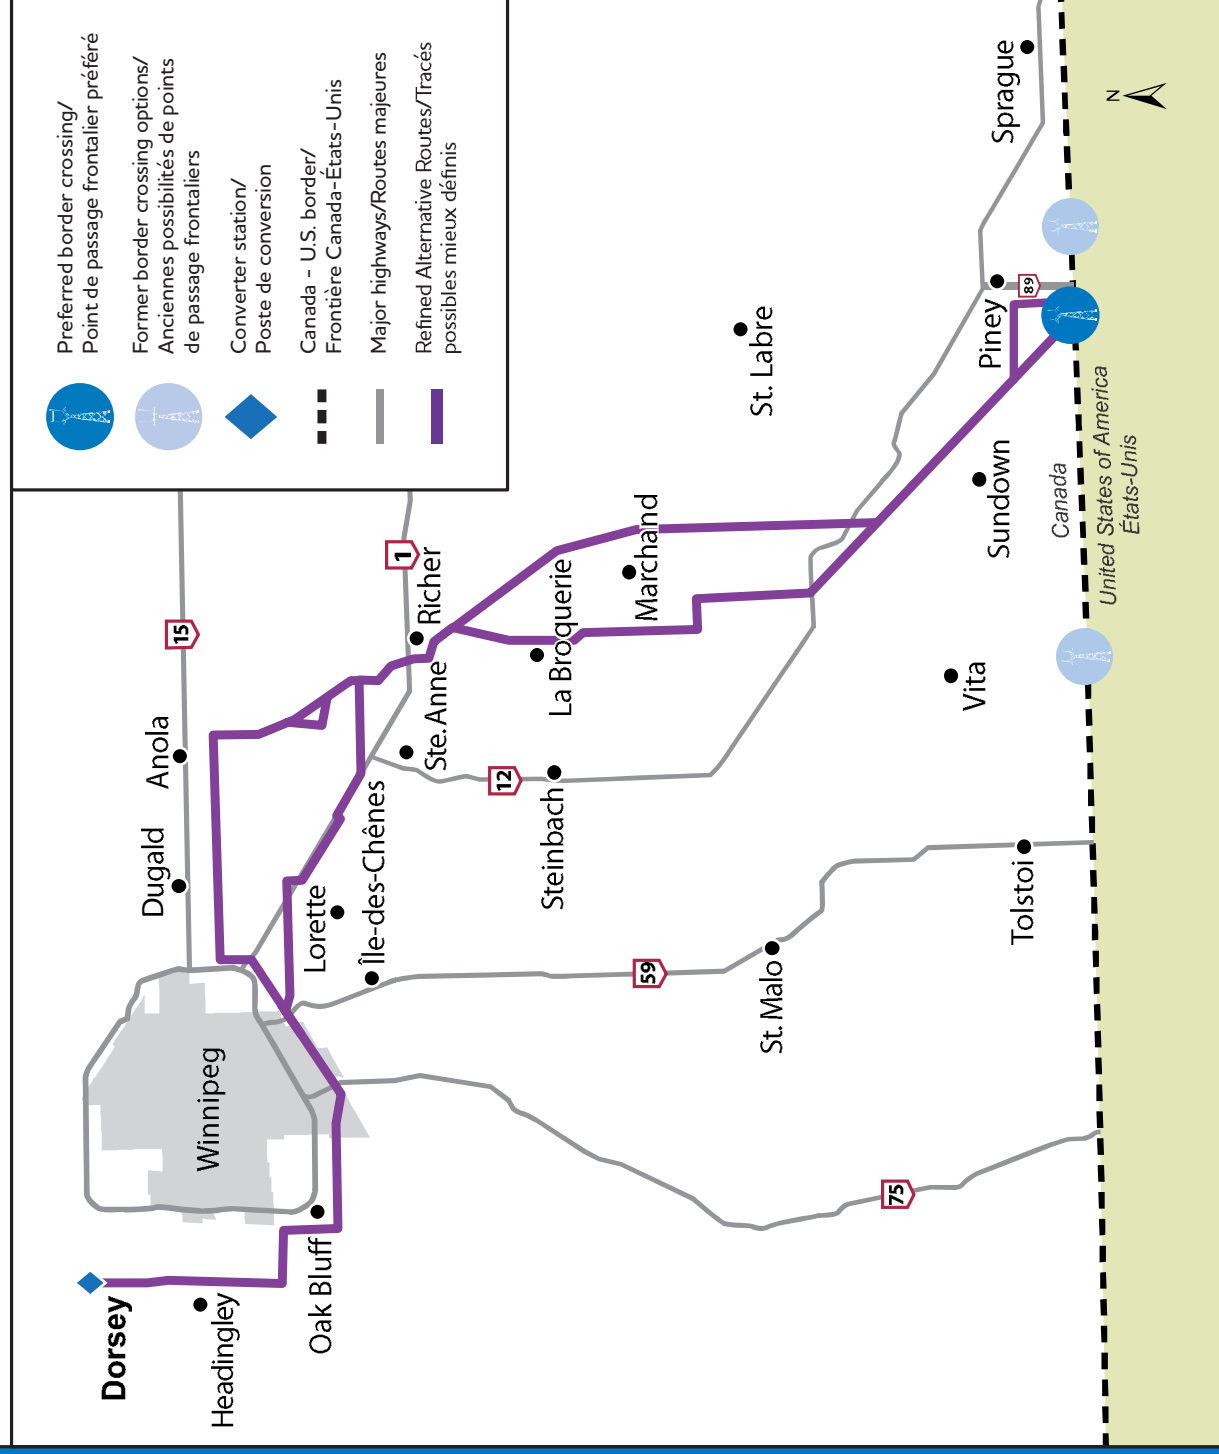 Preferred border crossing/
Point de passage frontalier préféré
Former border crossing options/
Anciennes possibilités de points
de passage frontaliers
Converter station/
Poste de conversion
Canada - U.S. border/
Frontière Canada-États-Unis
Major highways/Routes majeures
Refined Alternative Routes/Tracés
possibles mieux définis
Dorsey
Headingley
Oak Bluff
Winnipeg
Dugald
Anola
15
Lorette
Île-des-Chênes
Ste. Anne
Richer
1
12
Steinbach
La Broquerie
Marchand
59
St. Malo
St. Labre
75
Vita
Tolstoi
Sundown
Piney
89
Sprague
N
Canada
United States of America
États-Unis